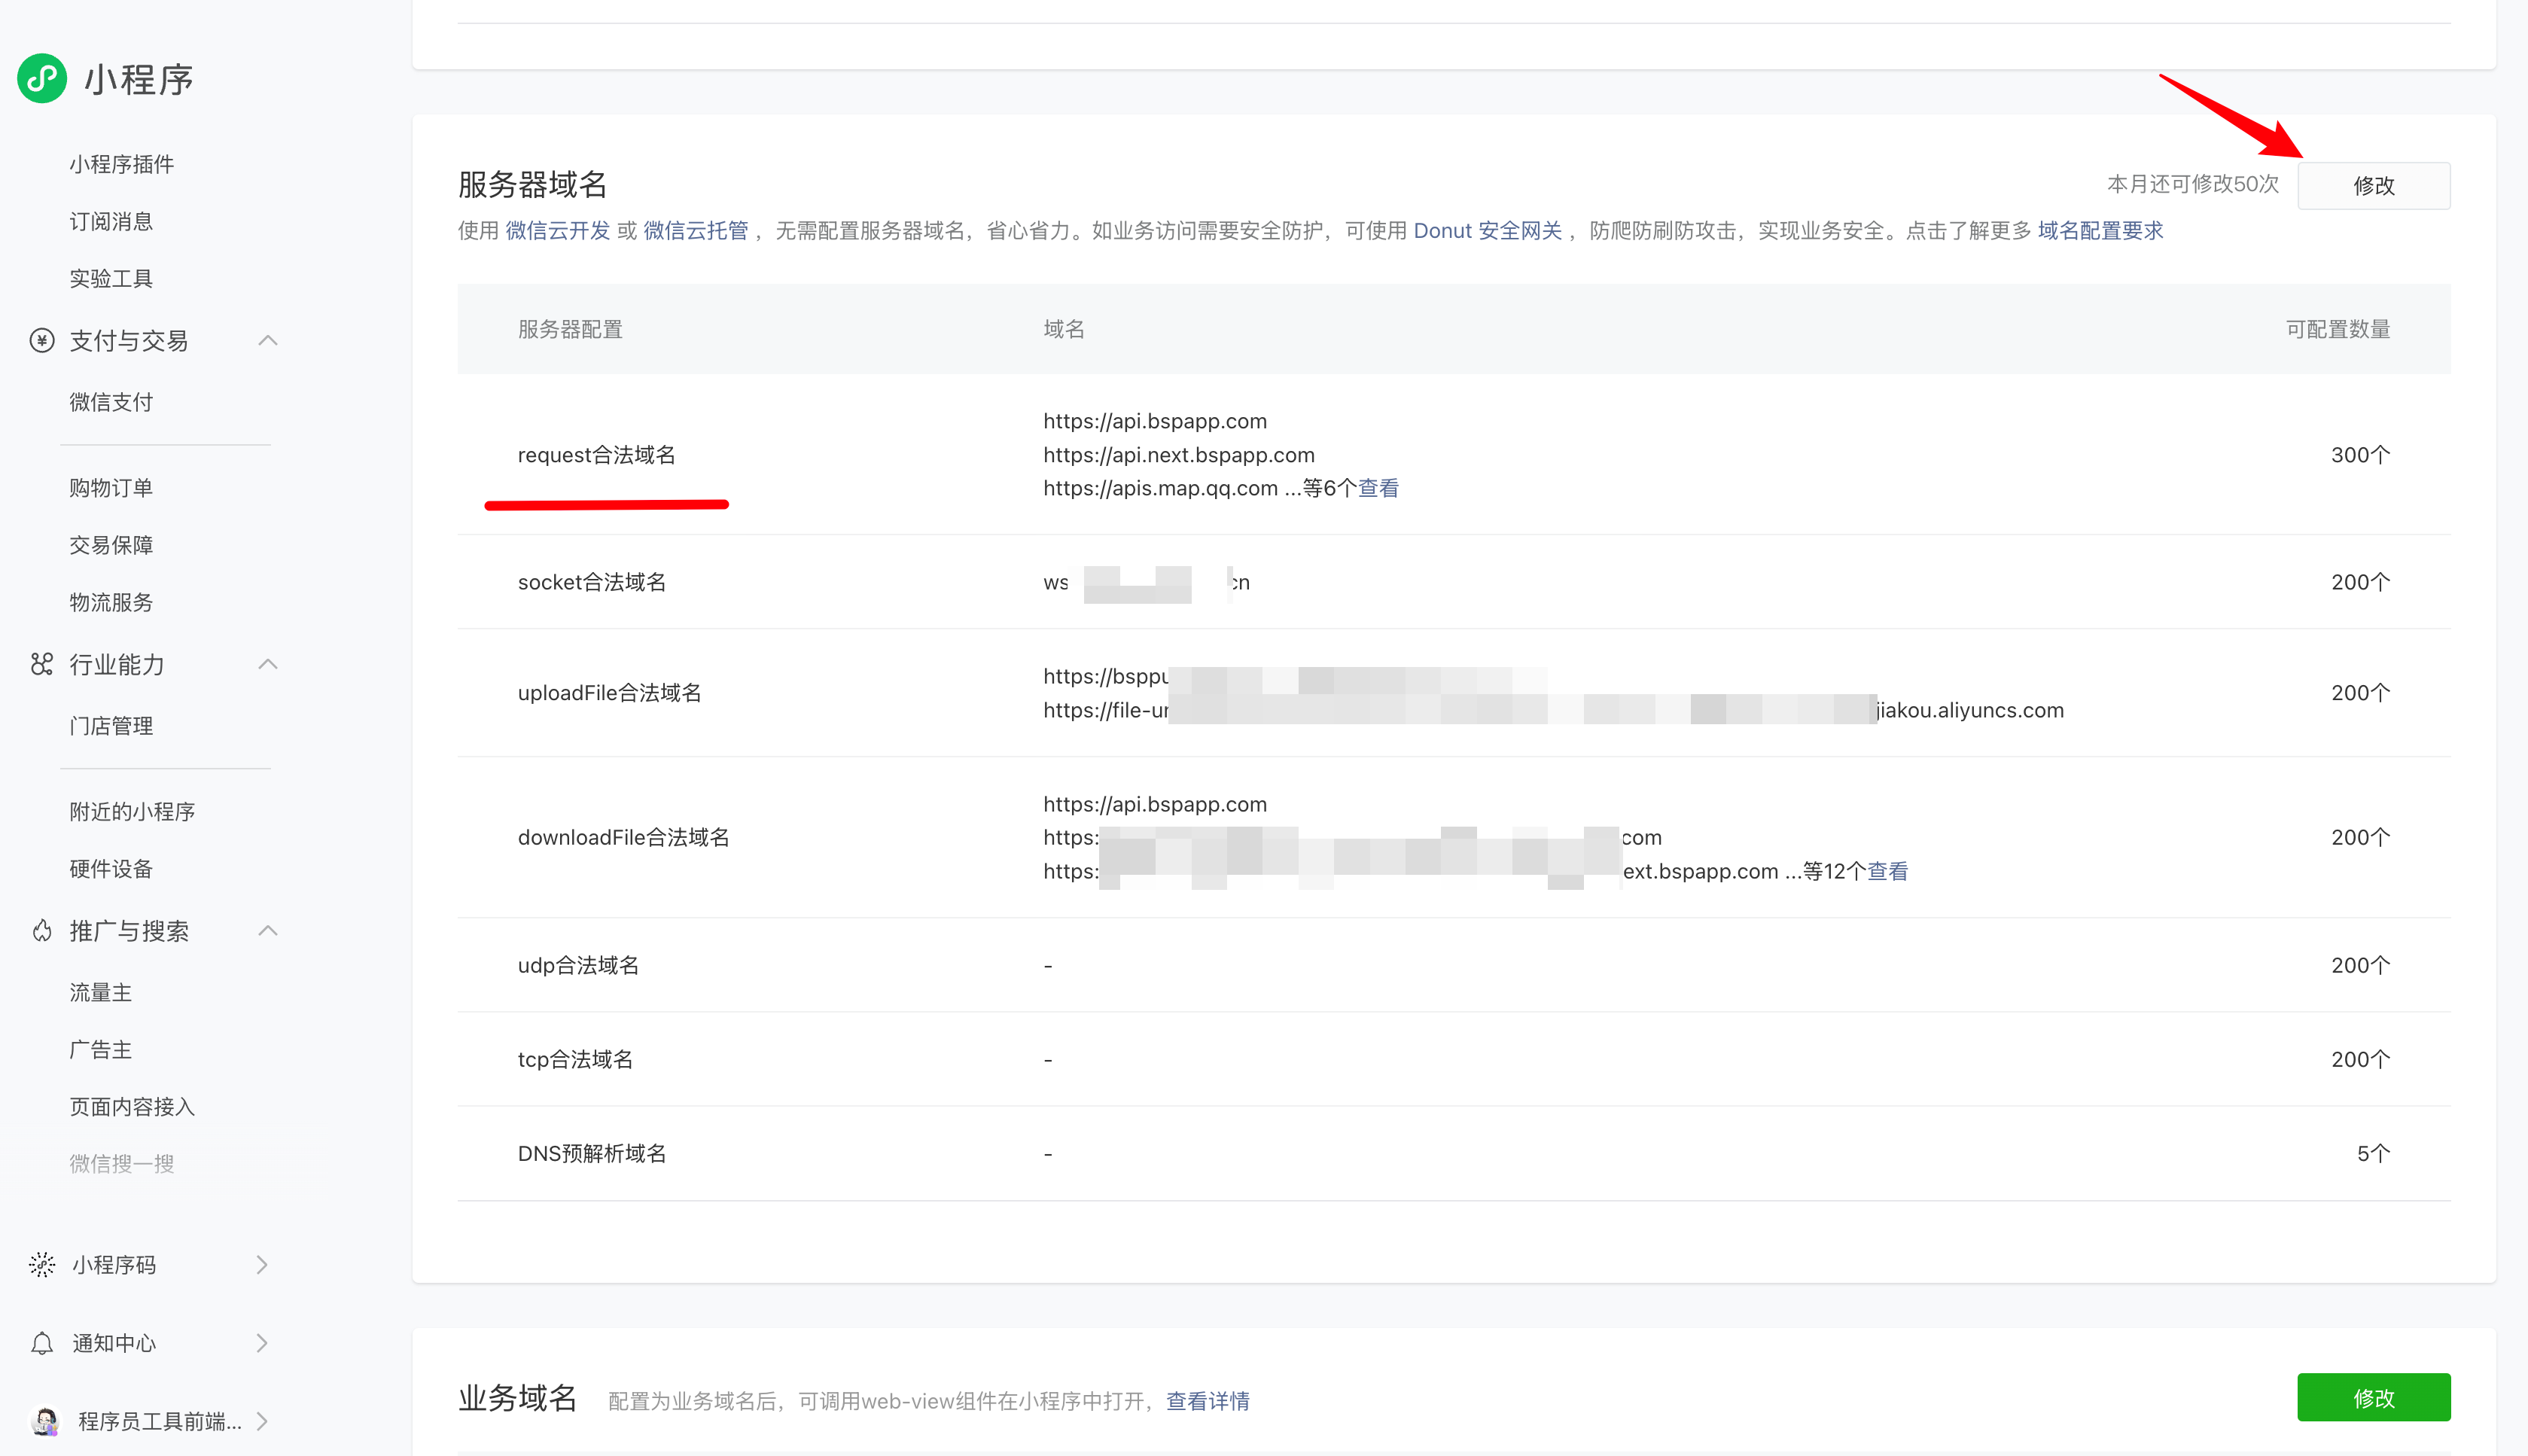 小程序
小程序插件
订阅消息
实验工具
支付与交易
微信支付
购物订单
交易保障
物流服务
行业能力
门店管理
附近的小程序
硬件设备
推广与搜索
流量主
广告主
页面内容接入
微信搜一搜
小程序码
通知中心
程序员工具前端...
服务器域名
本月还可修改50次 修改
使用 微信云开发 或 微信云托管 ，无需配置服务器域名，省心省力。如业务访问需要安全防护，可使用 Donut 安全网关 ，防爬防刷防攻击，实现业务安全。点击了解更多 域名配置要求
服务器配置 域名 可配置数量
request合法域名
https://api.bspapp.com
https://api.next.bspapp.com
https://apis.map.qq.com ...等6个查看
300个
socket合法域名 ws cn 200个
uploadFile合法域名
https://bsppu
https://file-ur jiakou.aliyuncs.com
200个
downloadFile合法域名
https://api.bspapp.com
https: com
https: ext.bspapp.com ...等12个查看
200个
udp合法域名 - 200个
tcp合法域名 - 200个
DNS预解析域名 - 5个
业务域名 配置为业务域名后，可调用web-view组件在小程序中打开，查看详情 修改